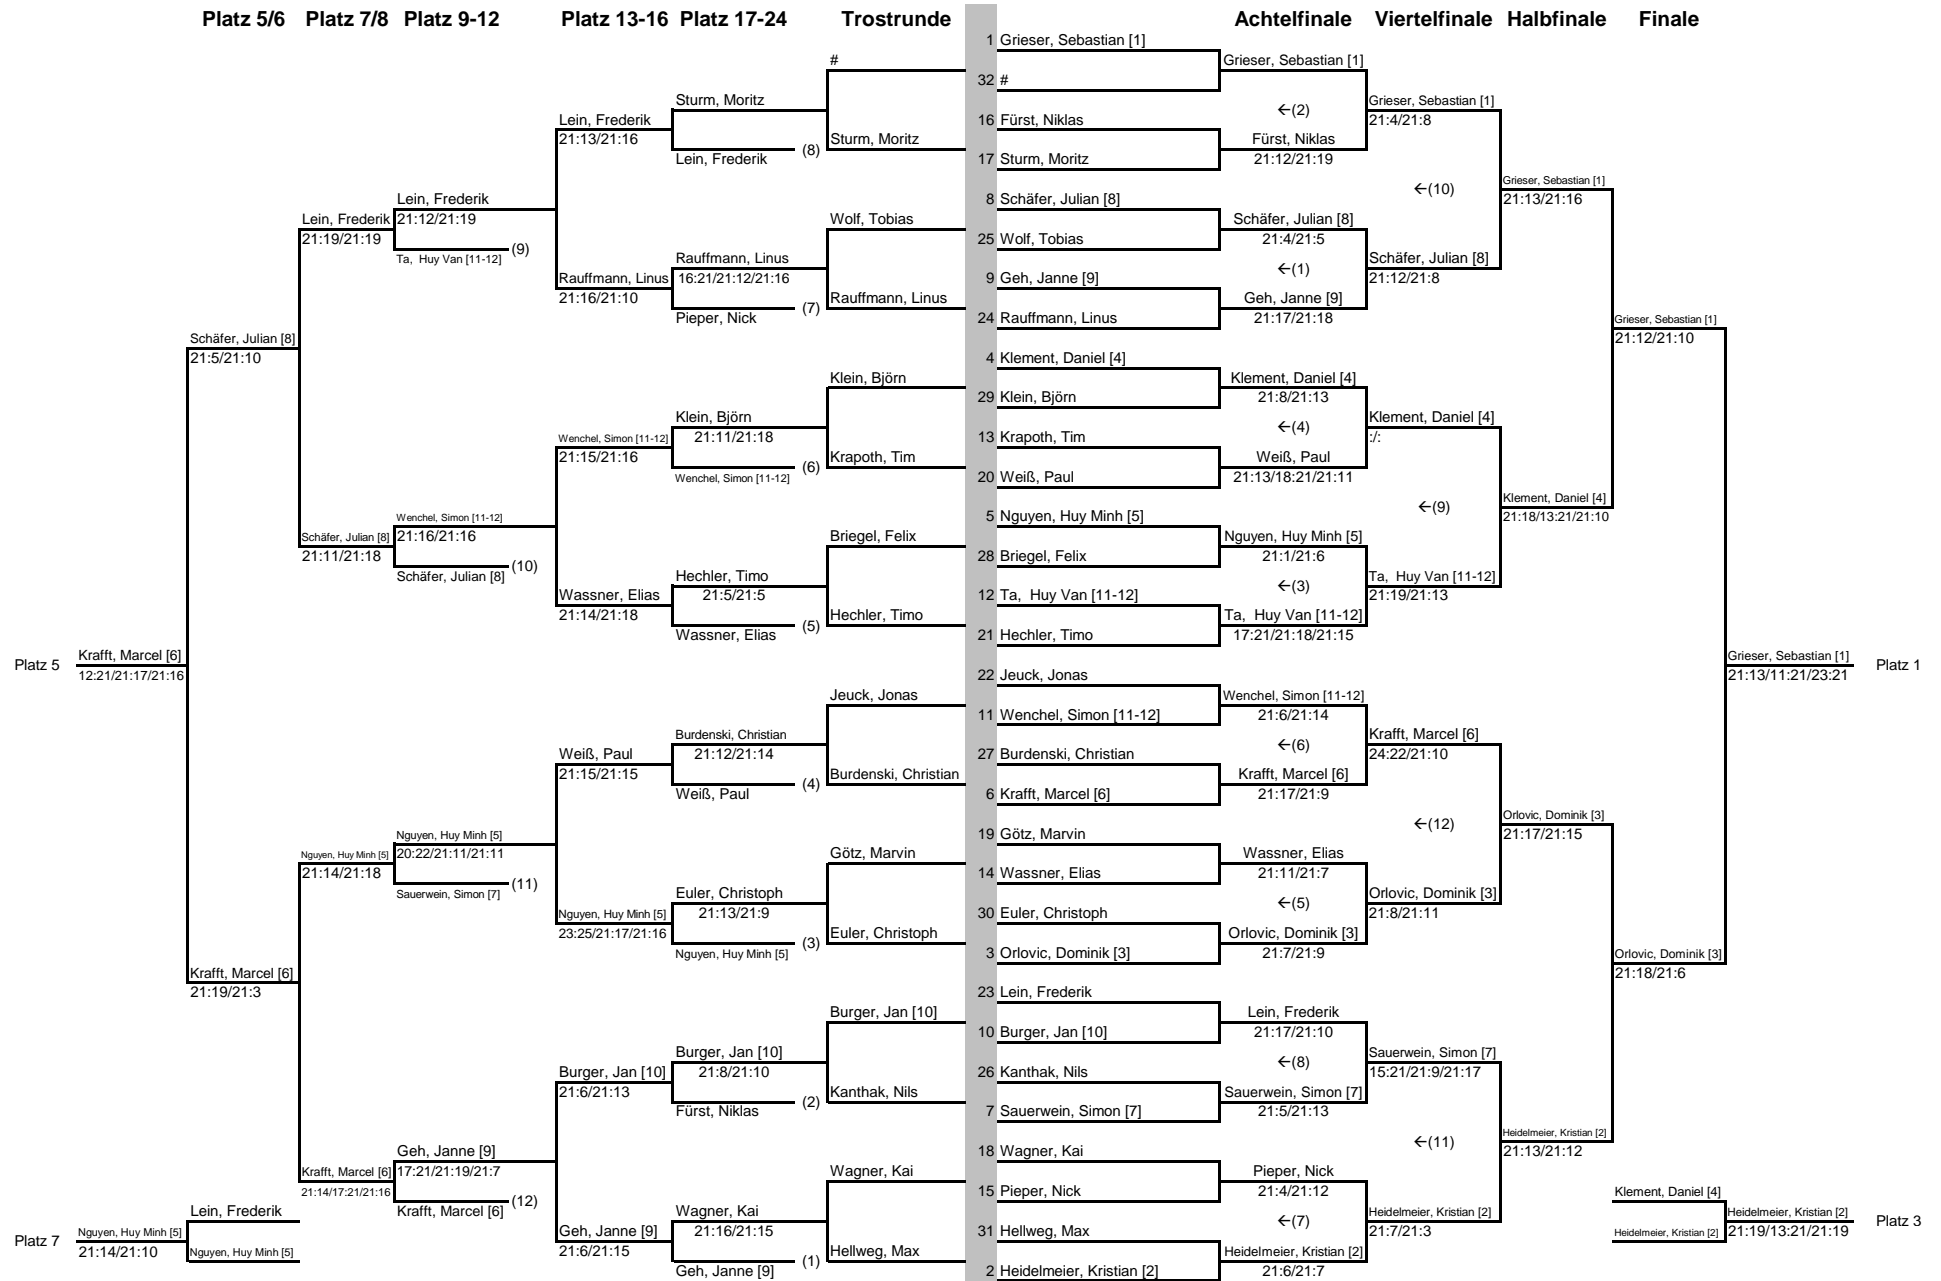 Platz 5/6 Platz 7/8 Platz 9-12 Platz 13-16 Platz 17-24 Trostrunde Achtelfinale Viertelfinale Halbfinale Finale
1 Grieser, Sebastian [1]
# Grieser, Sebastian [1]
32 #
Sturm, Moritz ←(2) Grieser, Sebastian [1]
Lein, Frederik 16 Fürst, Niklas 21:4/21:8
21:13/21:16 Sturm, Moritz Fürst, Niklas
Lein, Frederik (8) 17 Sturm, Moritz 21:12/21:19
Lein, Frederik 8 Schäfer, Julian [8] ←(10) Grieser, Sebastian [1]
21:13/21:16
Lein, Frederik 21:12/21:19 Wolf, Tobias Schäfer, Julian [8]
21:19/21:19 25 Wolf, Tobias 21:4/21:5
Ta, Huy Van [11-12] (9) Rauffmann, Linus ←(1) Schäfer, Julian [8]
Rauffmann, Linus 16:21/21:12/21:16 9 Geh, Janne [9] 21:12/21:8
21:16/21:10 Rauffmann, Linus Geh, Janne [9]
Pieper, Nick (7) 24 Rauffmann, Linus 21:17/21:18
Schäfer, Julian [8] Grieser, Sebastian [1]
21:5/21:10 4 Klement, Daniel [4] 21:12/21:10
Klein, Björn Klement, Daniel [4]
29 Klein, Björn 21:8/21:13
Klein, Björn ←(4) Klement, Daniel [4]
Wenchel, Simon [11-12] 21:11/21:18 13 Krapoth, Tim :/:
21:15/21:16 Krapoth, Tim Weiß, Paul
Wenchel, Simon [11-12] (6) 20 Weiß, Paul 21:13/18:21/21:11
Wenchel, Simon [11-12] 5 Nguyen, Huy Minh [5] ←(9) Klement, Daniel [4]
21:18/13:21/21:10
Schäfer, Julian [8] 21:16/21:16 Briegel, Felix Nguyen, Huy Minh [5]
21:11/21:18 28 Briegel, Felix 21:1/21:6
Schäfer, Julian [8] (10) Hechler, Timo ←(3) Ta, Huy Van [11-12]
Wassner, Elias 21:5/21:5 12 Ta, Huy Van [11-12] 21:19/21:13
21:14/21:18 Hechler, Timo Ta, Huy Van [11-12]
Wassner, Elias (5) 21 Hechler, Timo 17:21/21:18/21:15
Platz 5 Krafft, Marcel [6] Grieser, Sebastian [1] Platz 1
12:21/21:17/21:16 22 Jeuck, Jonas 21:13/11:21/23:21
Jeuck, Jonas Wenchel, Simon [11-12]
11 Wenchel, Simon [11-12] 21:6/21:14
Burdenski, Christian ←(6) Krafft, Marcel [6]
Weiß, Paul 21:12/21:14 27 Burdenski, Christian 24:22/21:10
21:15/21:15 Burdenski, Christian Krafft, Marcel [6]
Weiß, Paul (4) 6 Krafft, Marcel [6] 21:17/21:9
Nguyen, Huy Minh [5] 19 Götz, Marvin ←(12) Orlovic, Dominik [3]
21:17/21:15
Nguyen, Huy Minh [5] 20:22/21:11/21:11 Götz, Marvin Wassner, Elias
21:14/21:18 14 Wassner, Elias 21:11/21:7
Sauerwein, Simon [7] (11) Euler, Christoph ←(5) Orlovic, Dominik [3]
Nguyen, Huy Minh [5] 21:13/21:9 30 Euler, Christoph 21:8/21:11
23:25/21:17/21:16 Euler, Christoph Orlovic, Dominik [3]
Nguyen, Huy Minh [5] (3) 3 Orlovic, Dominik [3] 21:7/21:9
Krafft, Marcel [6] Orlovic, Dominik [3]
21:19/21:3 23 Lein, Frederik 21:18/21:6
Burger, Jan [10] Lein, Frederik
10 Burger, Jan [10] 21:17/21:10
Burger, Jan [10] ←(8) Sauerwein, Simon [7]
Burger, Jan [10] 21:8/21:10 26 Kanthak, Nils 15:21/21:9/21:17
21:6/21:13 Kanthak, Nils Sauerwein, Simon [7]
Fürst, Niklas (2) 7 Sauerwein, Simon [7] 21:5/21:13
Geh, Janne [9] 18 Wagner, Kai ←(11) Heidelmeier, Kristian [2]
21:13/21:12
Krafft, Marcel [6] 17:21/21:19/21:7 Wagner, Kai Pieper, Nick
21:14/17:21/21:16 15 Pieper, Nick 21:4/21:12 Klement, Daniel [4]
Lein, Frederik Krafft, Marcel [6] (12) Wagner, Kai ←(7) Heidelmeier, Kristian [2] Heidelmeier, Kristian [2] Platz 3
Platz 7 Nguyen, Huy Minh [5] Geh, Janne [9] 21:16/21:15 31 Hellweg, Max 21:7/21:3 Heidelmeier, Kristian [2] 21:19/13:21/21:19
21:14/21:10 Nguyen, Huy Minh [5] 21:6/21:15 Hellweg, Max Heidelmeier, Kristian [2]
Geh, Janne [9] (1) 2 Heidelmeier, Kristian [2] 21:6/21:7